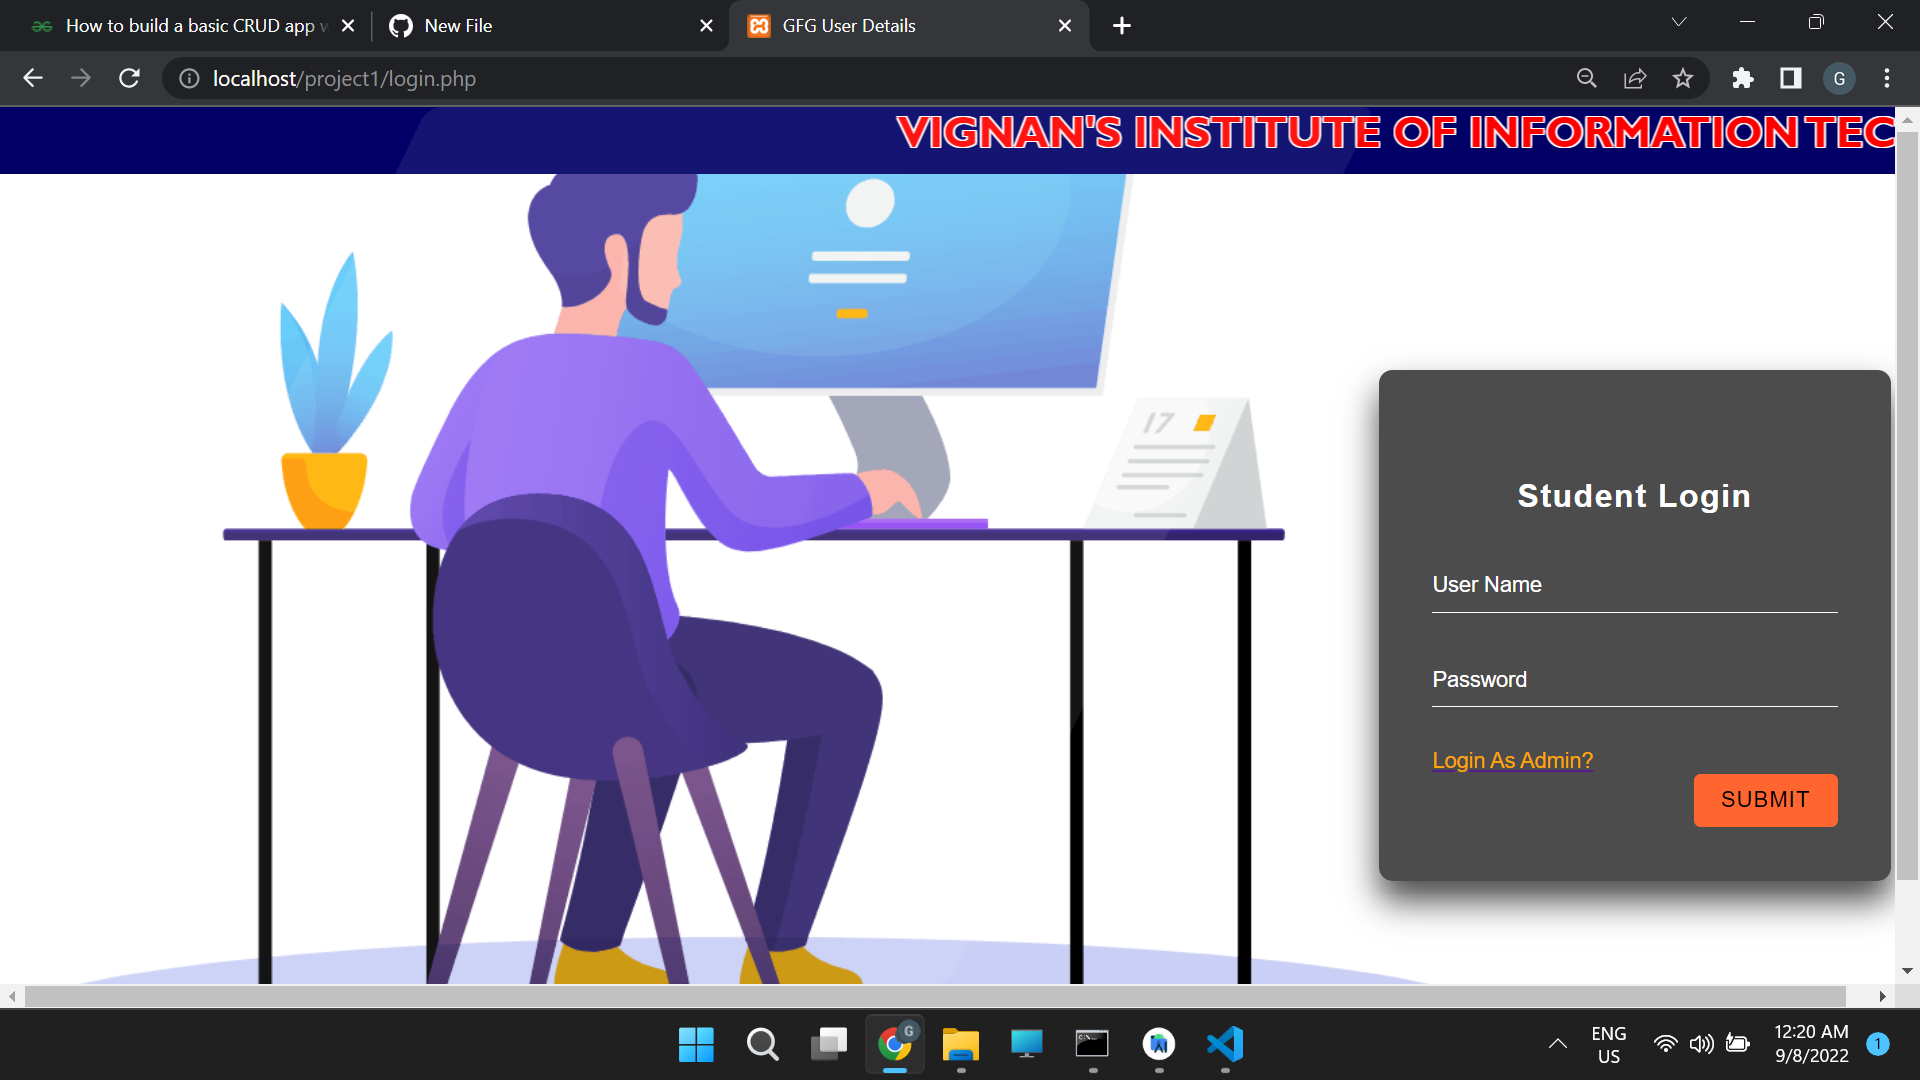 How to build a basic CRUD app w
New File
GFG User Details
localhost/project1/login.php
G
VIGNAN'S INSTITUTE OF INFORMATION TEC
17
Student Login
User Name
Password
Login As Admin?
SUBMIT
G
ENG
US
12:20 AM
9/8/2022
1